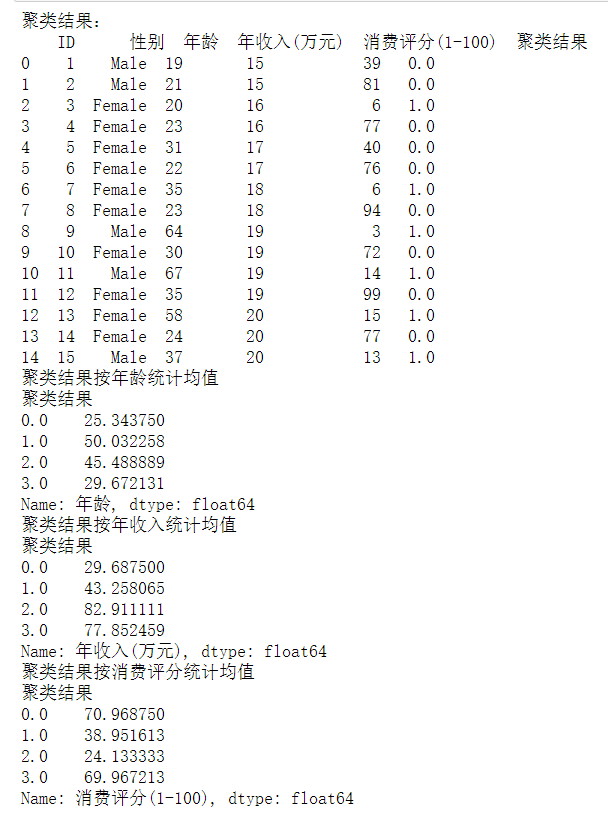 聚类结果:
ID 性别 年龄 年收入(万元) 消费评分(1-100) 聚类结果
0 1 Male 19 15 39 0.0
1 2 Male 21 15 81 0.0
2 3 Female 20 16 6 1.0
3 4 Female 23 16 77 0.0
4 5 Female 31 17 40 0.0
5 6 Female 22 17 76 0.0
6 7 Female 35 18 6 1.0
7 8 Female 23 18 94 0.0
8 9 Male 64 19 3 1.0
9 10 Female 30 19 72 0.0
10 11 Male 67 19 14 1.0
11 12 Female 35 19 99 0.0
12 13 Female 58 20 15 1.0
13 14 Female 24 20 77 0.0
14 15 Male 37 20 13 1.0
聚类结果按年龄统计均值
聚类结果
0.0 25.343750
1.0 50.032258
2.0 45.488889
3.0 29.672131
Name: 年龄, dtype: float64
聚类结果按年收入统计均值
聚类结果
0.0 29.687500
1.0 43.258065
2.0 82.911111
3.0 77.852459
Name: 年收入(万元), dtype: float64
聚类结果按消费评分统计均值
聚类结果
0.0 70.968750
1.0 38.951613
2.0 24.133333
3.0 69.967213
Name: 消费评分(1-100), dtype: float64